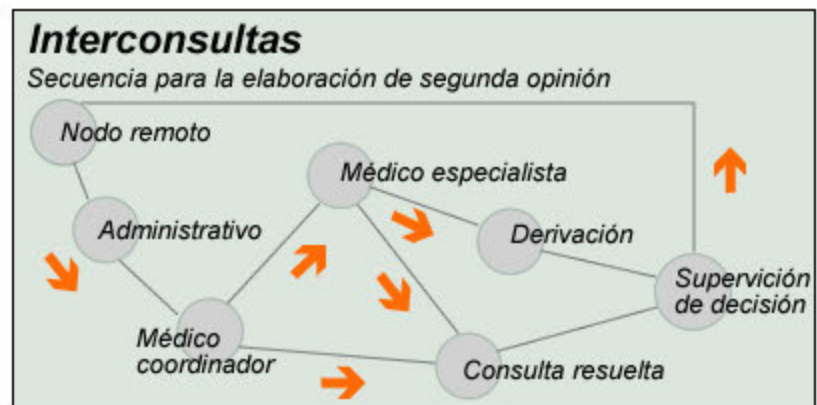 Interconsultas
Secuencia para la elaboración de segunda opinión
Nodo remoto
Médico especialista
Administrativo
Derivación
Supervición
de decisión
Médico
coordinador
Consulta resuelta